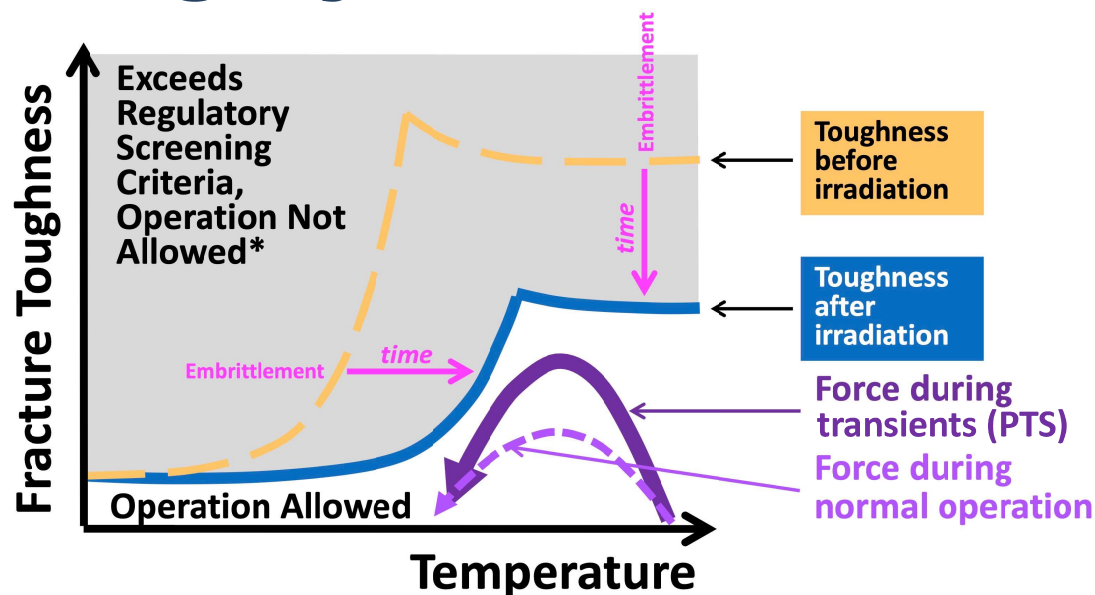 Fracture Toughness
Exceeds
Regulatory
Screening
Criteria,
Operation Not
Allowed*
Embrittlement
time
Embrittlement
time
Operation Allowed
Temperature
Toughness
before
irradiation
Toughness
after
irradiation
Force during
transients (PTS)
Force during
normal operation